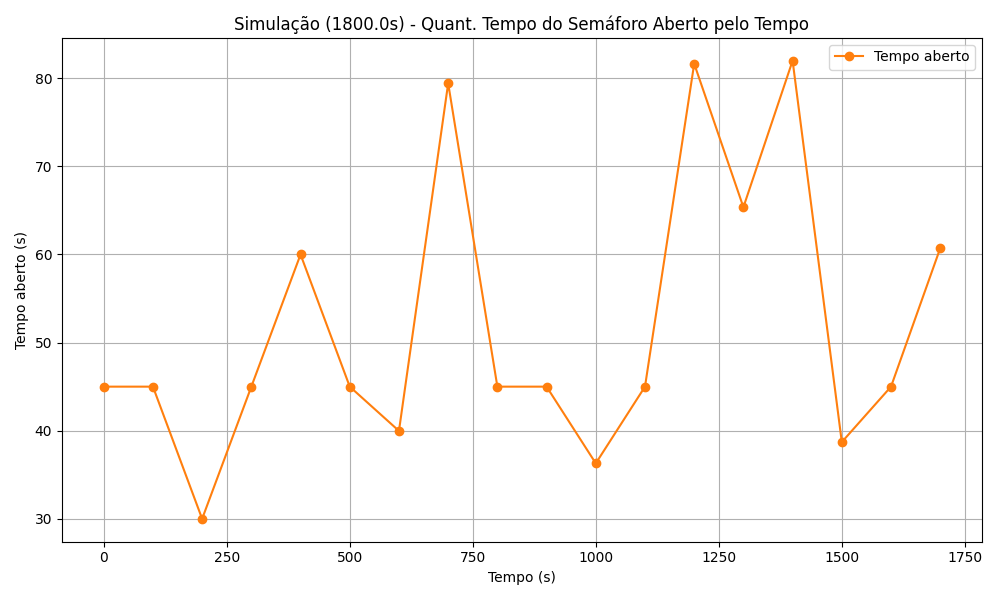 Simulação (1800.0s) - Quant. Tempo do Semáforo Aberto pelo Tempo
Tempo aberto
80
70
60
50
40
30
Tempo aberto (s)
0 250 500 750 1000 1250 1500 1750
Tempo (s)